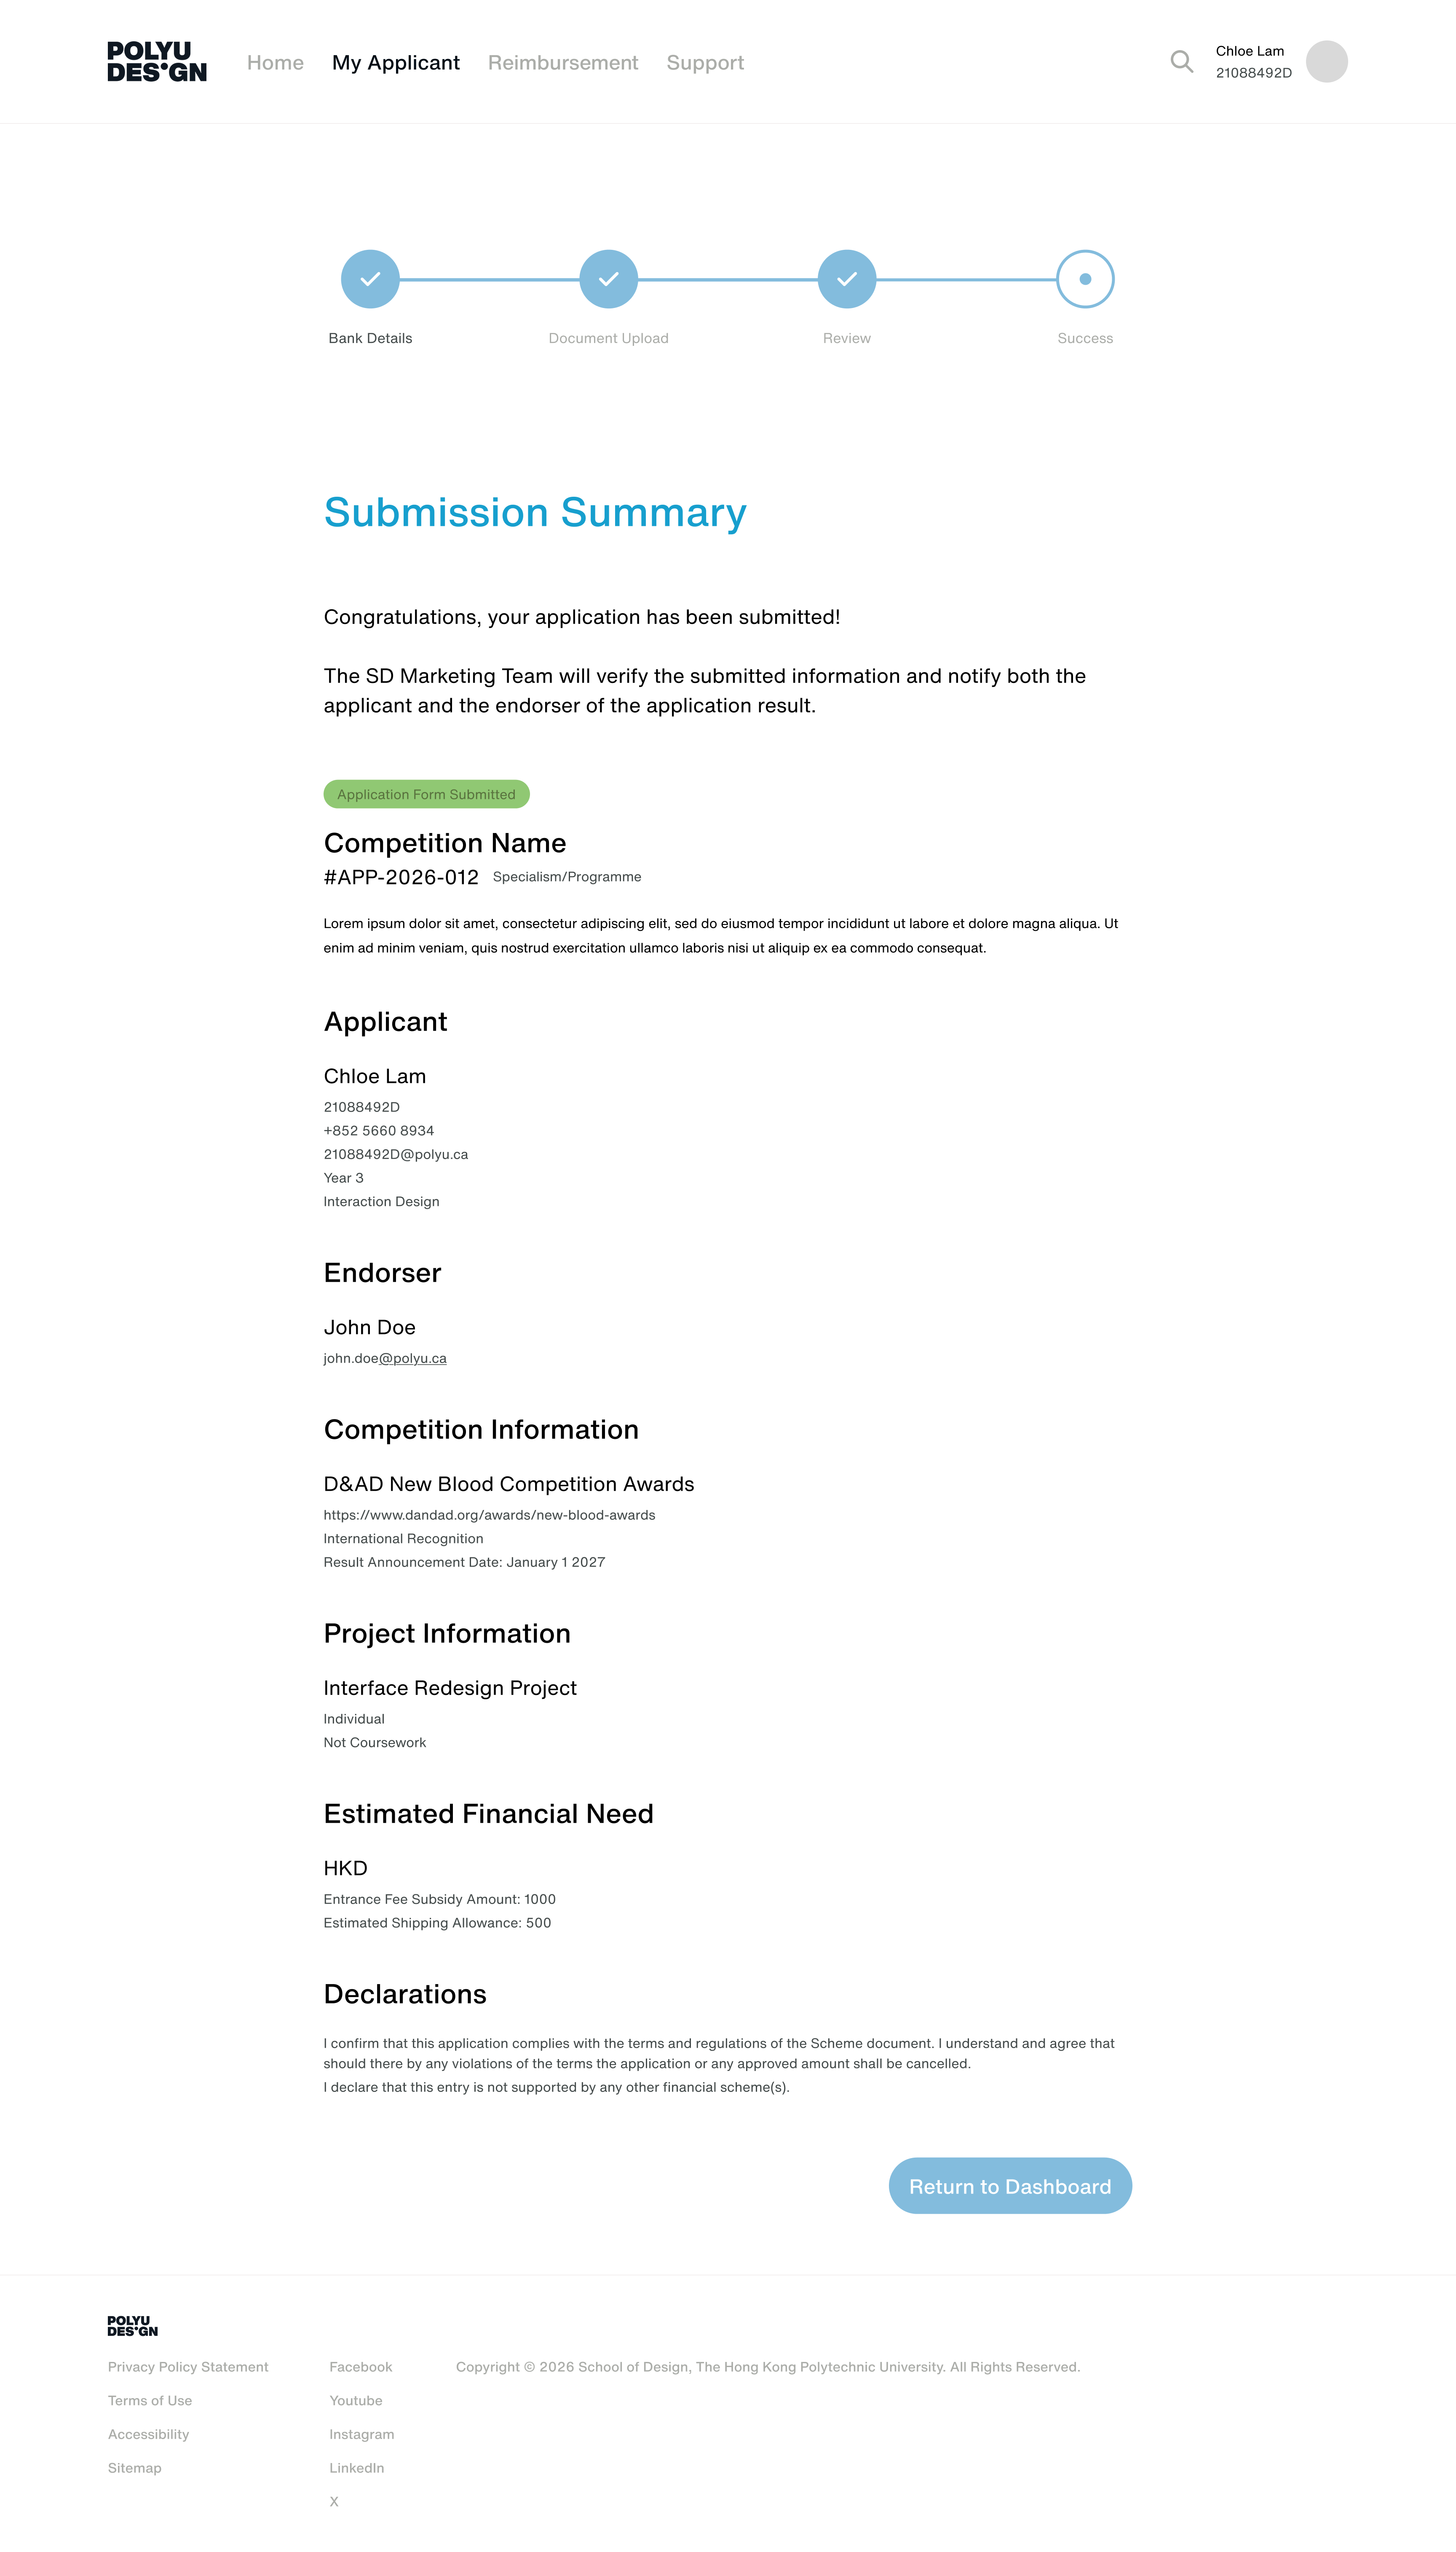 POLYU
DES•GN
Home
My Applicant
Reimbursement
Support
Chloe Lam
21088492D
Bank Details
Document Upload
Review
Success
Submission Summary
Congratulations, your application has been submitted!
The SD Marketing Team will verify the submitted information and notify both the
applicant and the endorser of the application result.
Application Form Submitted
Competition Name
#APP-2026-012 Specialism/Programme
Lorem ipsum dolor sit amet, consectetur adipiscing elit, sed do eiusmod tempor incididunt ut labore et dolore magna aliqua. Ut
enim ad minim veniam, quis nostrud exercitation ullamco laboris nisi ut aliquip ex ea commodo consequat.
Applicant
Chloe Lam
21088492D
+852 5660 8934
21088492D@polyu.ca
Year 3
Interaction Design
Endorser
John Doe
john.doe@polyu.ca
Competition Information
D&AD New Blood Competition Awards
https://www.dandad.org/awards/new-blood-awards
International Recognition
Result Announcement Date: January 1 2027
Project Information
Interface Redesign Project
Individual
Not Coursework
Estimated Financial Need
HKD
Entrance Fee Subsidy Amount: 1000
Estimated Shipping Allowance: 500
Declarations
I confirm that this application complies with the terms and regulations of the Scheme document. I understand and agree that
should there by any violations of the terms the application or any approved amount shall be cancelled.
I declare that this entry is not supported by any other financial scheme(s).
Return to Dashboard
POLYU
DES•GN
Privacy Policy Statement
Terms of Use
Accessibility
Sitemap
Facebook
Youtube
Instagram
LinkedIn
X
Copyright © 2026 School of Design, The Hong Kong Polytechnic University. All Rights Reserved.